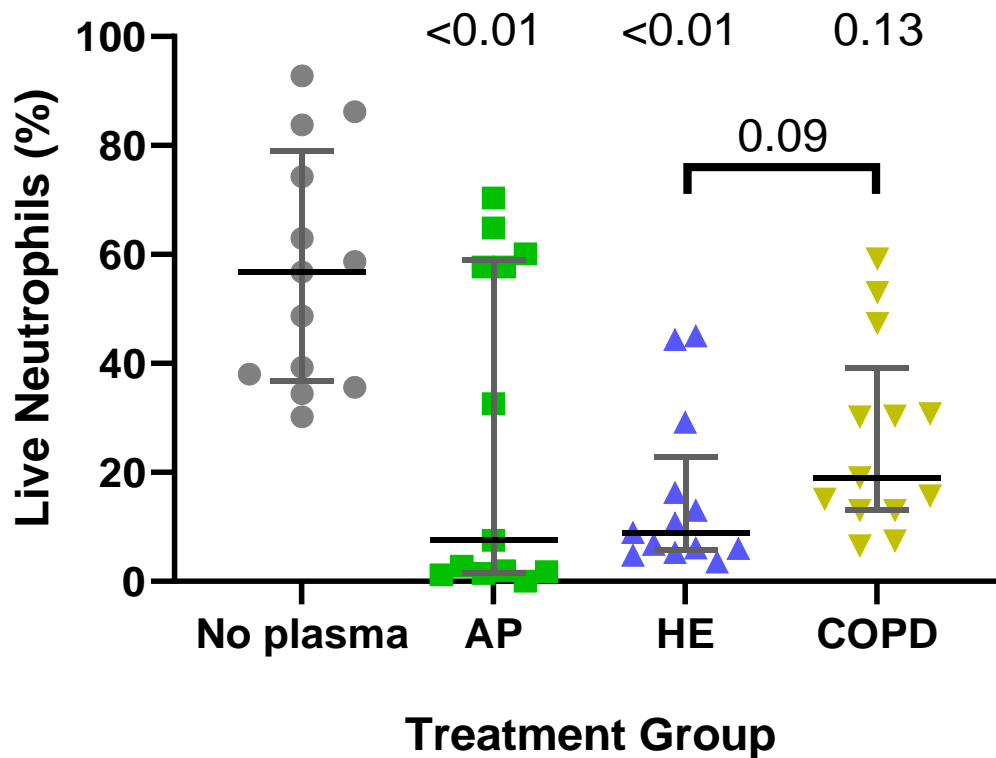 <0.01 <0.01 0.13
0.09
Live Neutrophils (%)
100
80
60
40
20
0
No plasma AP HE COPD
Treatment Group